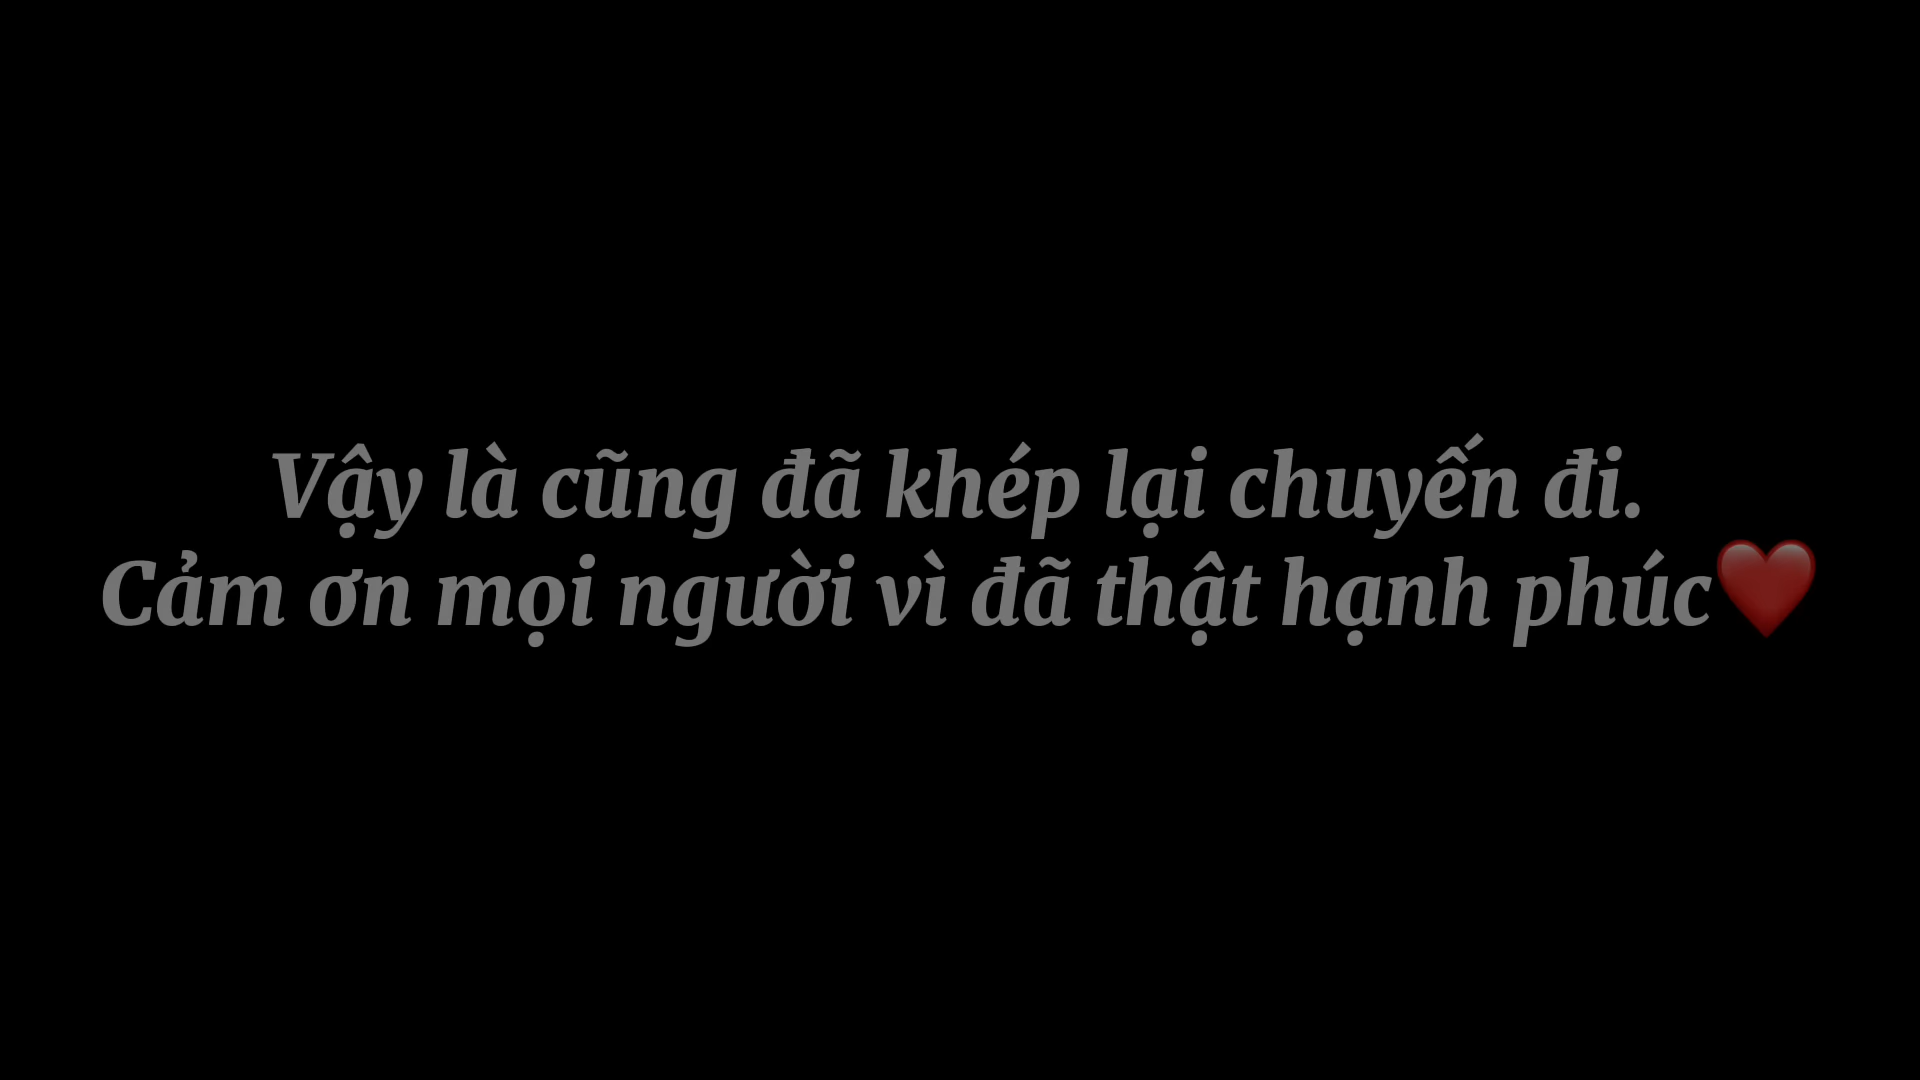 Vậy là cũng đã khép lại chuyến đi.
Cảm ơn mọi người vì đã thật hạnh phúc❤️